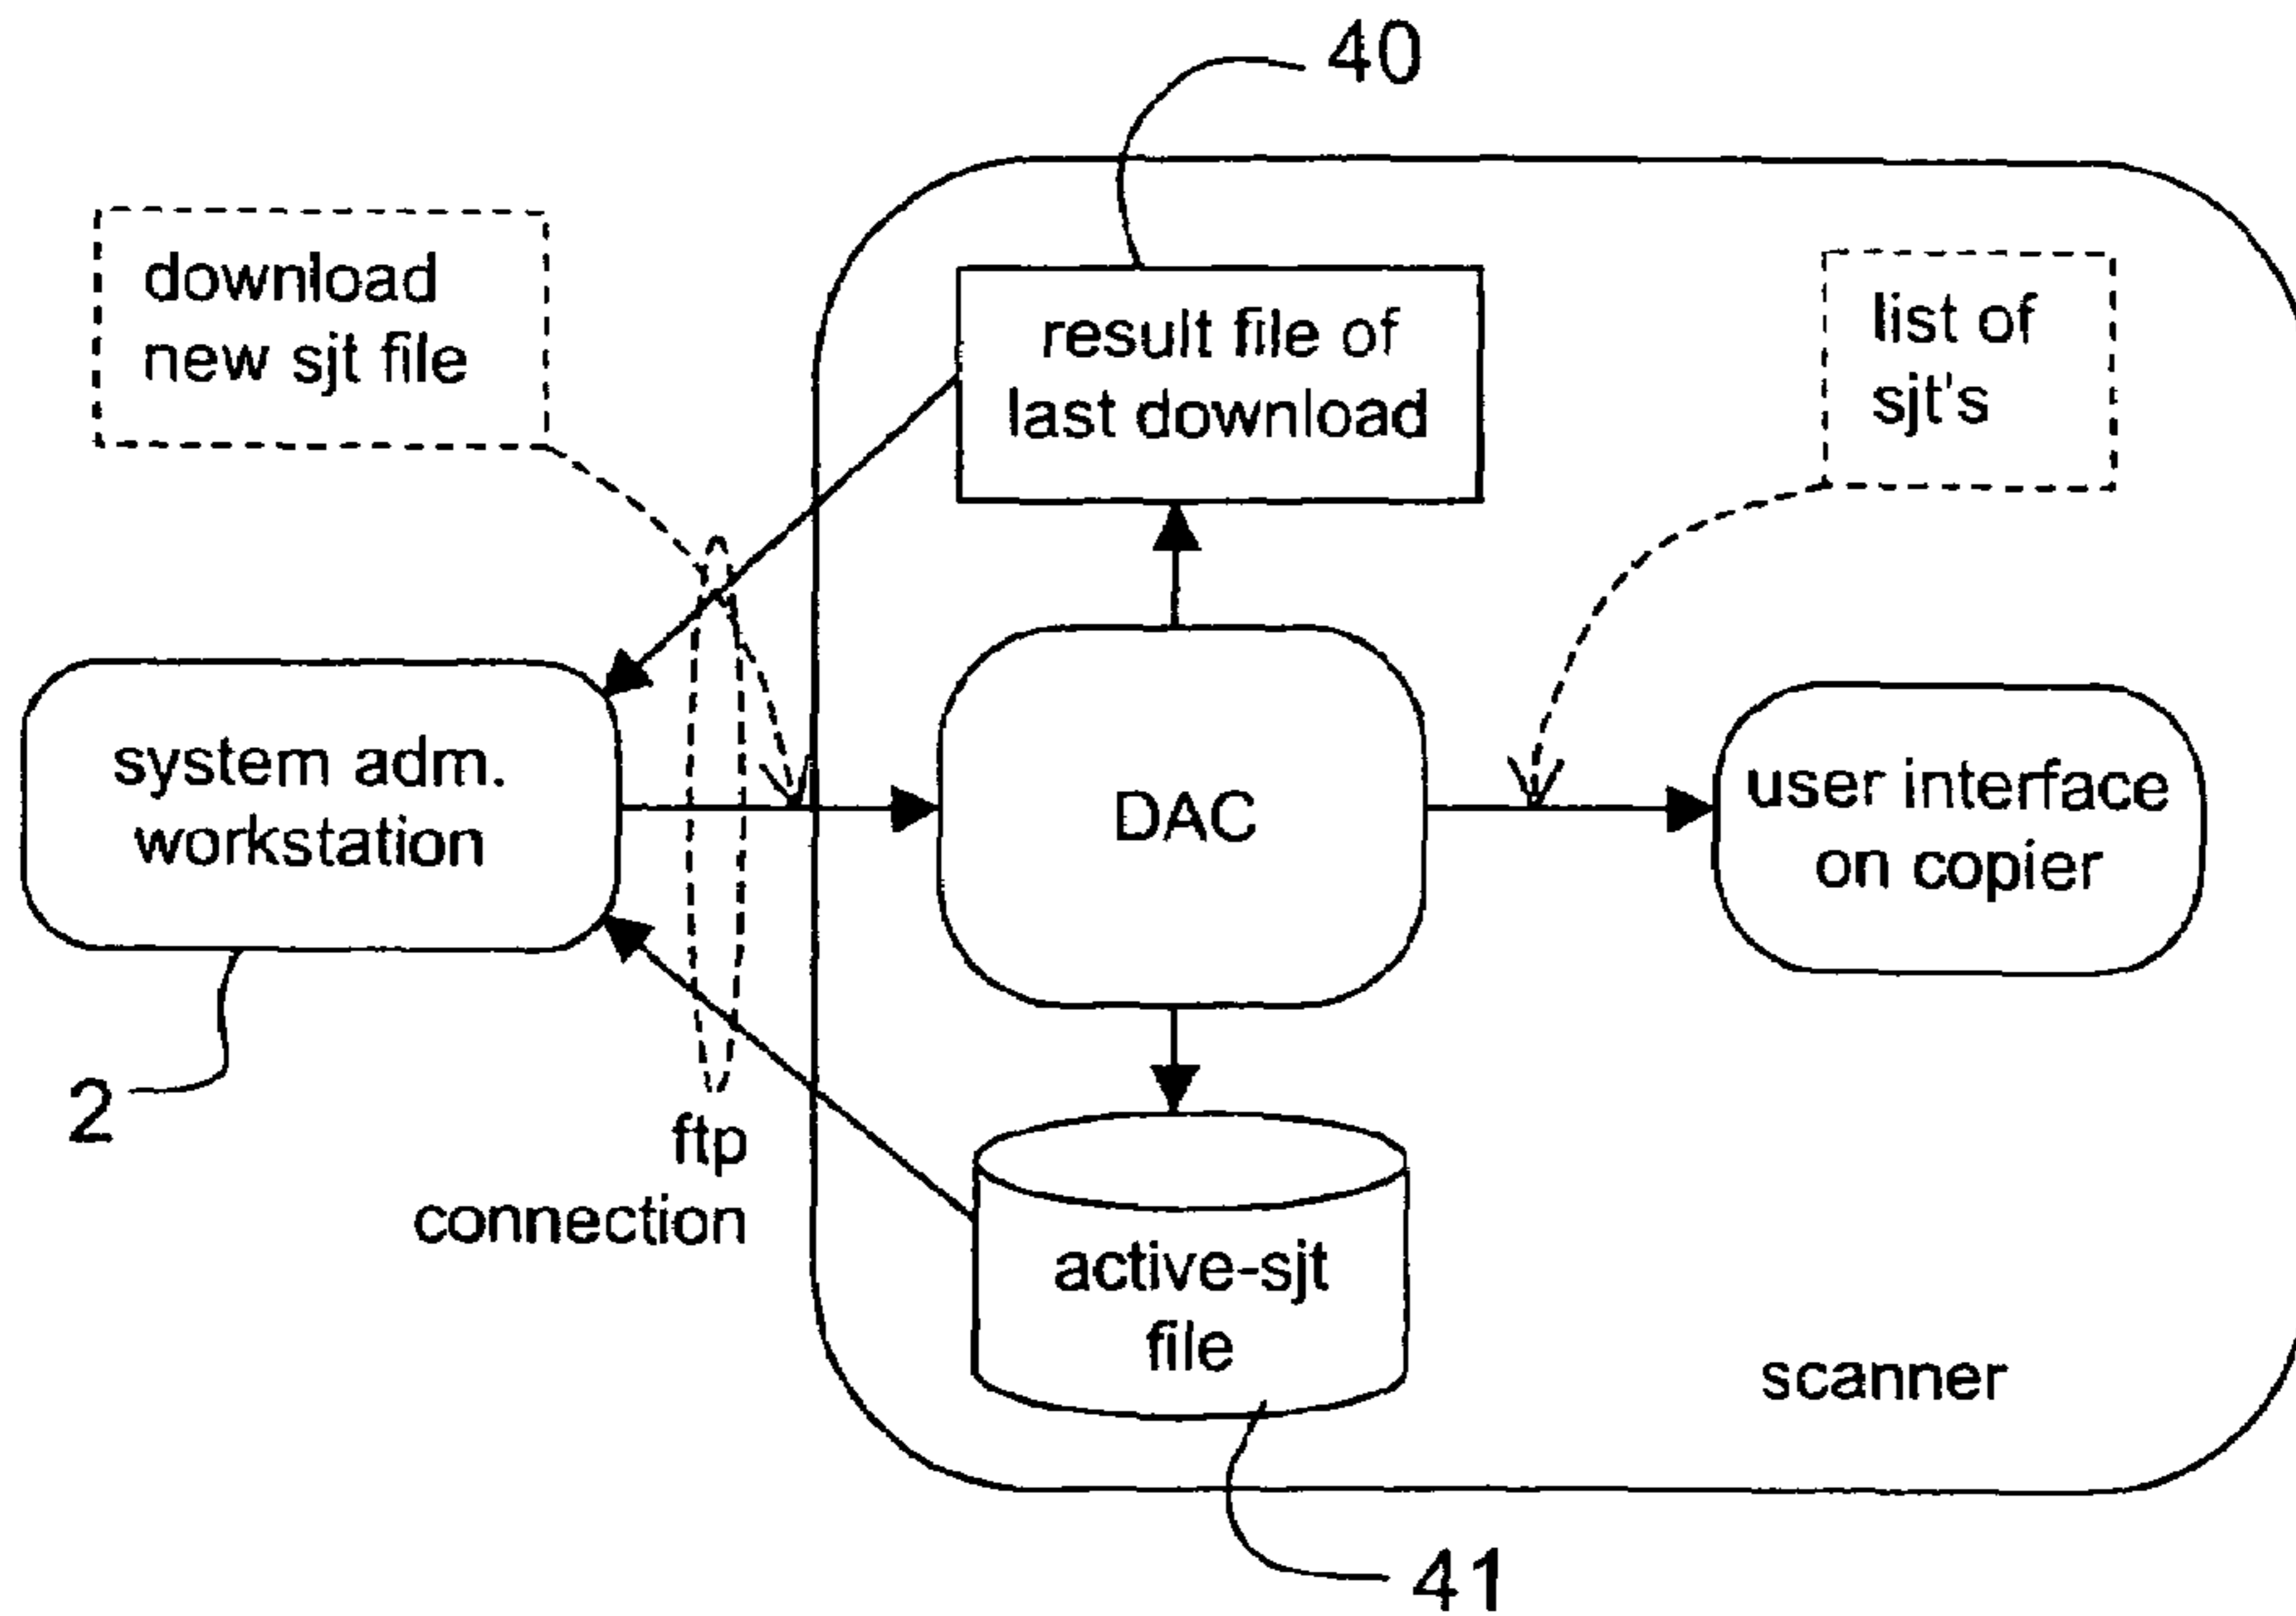 40
download
new sjt file
result file of
last download
list of
sjt's
system adm.
workstation
DAC
user interface
on copier
2
ftp
connection
active-sjt
file
scanner
41